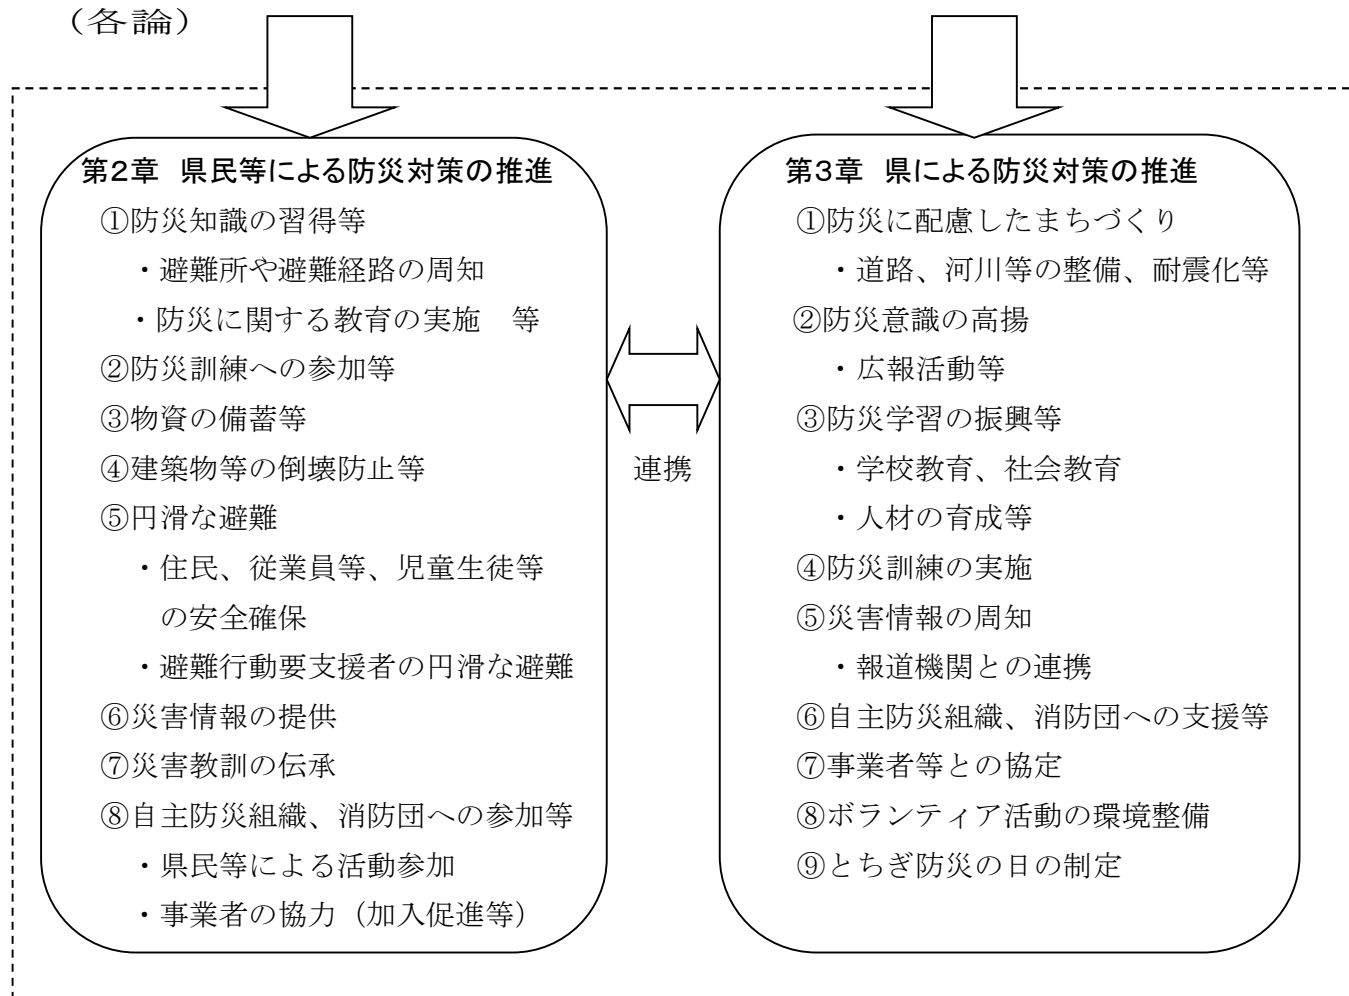 （各論）
第2章 県民等による防災対策の推進
①防災知識の習得等
・避難所や避難経路の周知
・防災に関する教育の実施　等
②防災訓練への参加等
③物資の備蓄等
④建築物等の倒壊防止等
⑤円滑な避難
・住民、従業員等、児童生徒等
の安全確保
・避難行動要支援者の円滑な避難
⑥災害情報の提供
⑦災害教訓の伝承
⑧自主防災組織、消防団への参加等
・県民等による活動参加
・事業者の協力（加入促進等）
連携
第3章 県による防災対策の推進
①防災に配慮したまちづくり
・道路、河川等の整備、耐震化等
②防災意識の高揚
・広報活動等
③防災学習の振興等
・学校教育、社会教育
・人材の育成等
④防災訓練の実施
⑤災害情報の周知
・報道機関との連携
⑥自主防災組織、消防団への支援等
⑦事業者等との協定
⑧ボランティア活動の環境整備
⑨とちぎ防災の日の制定